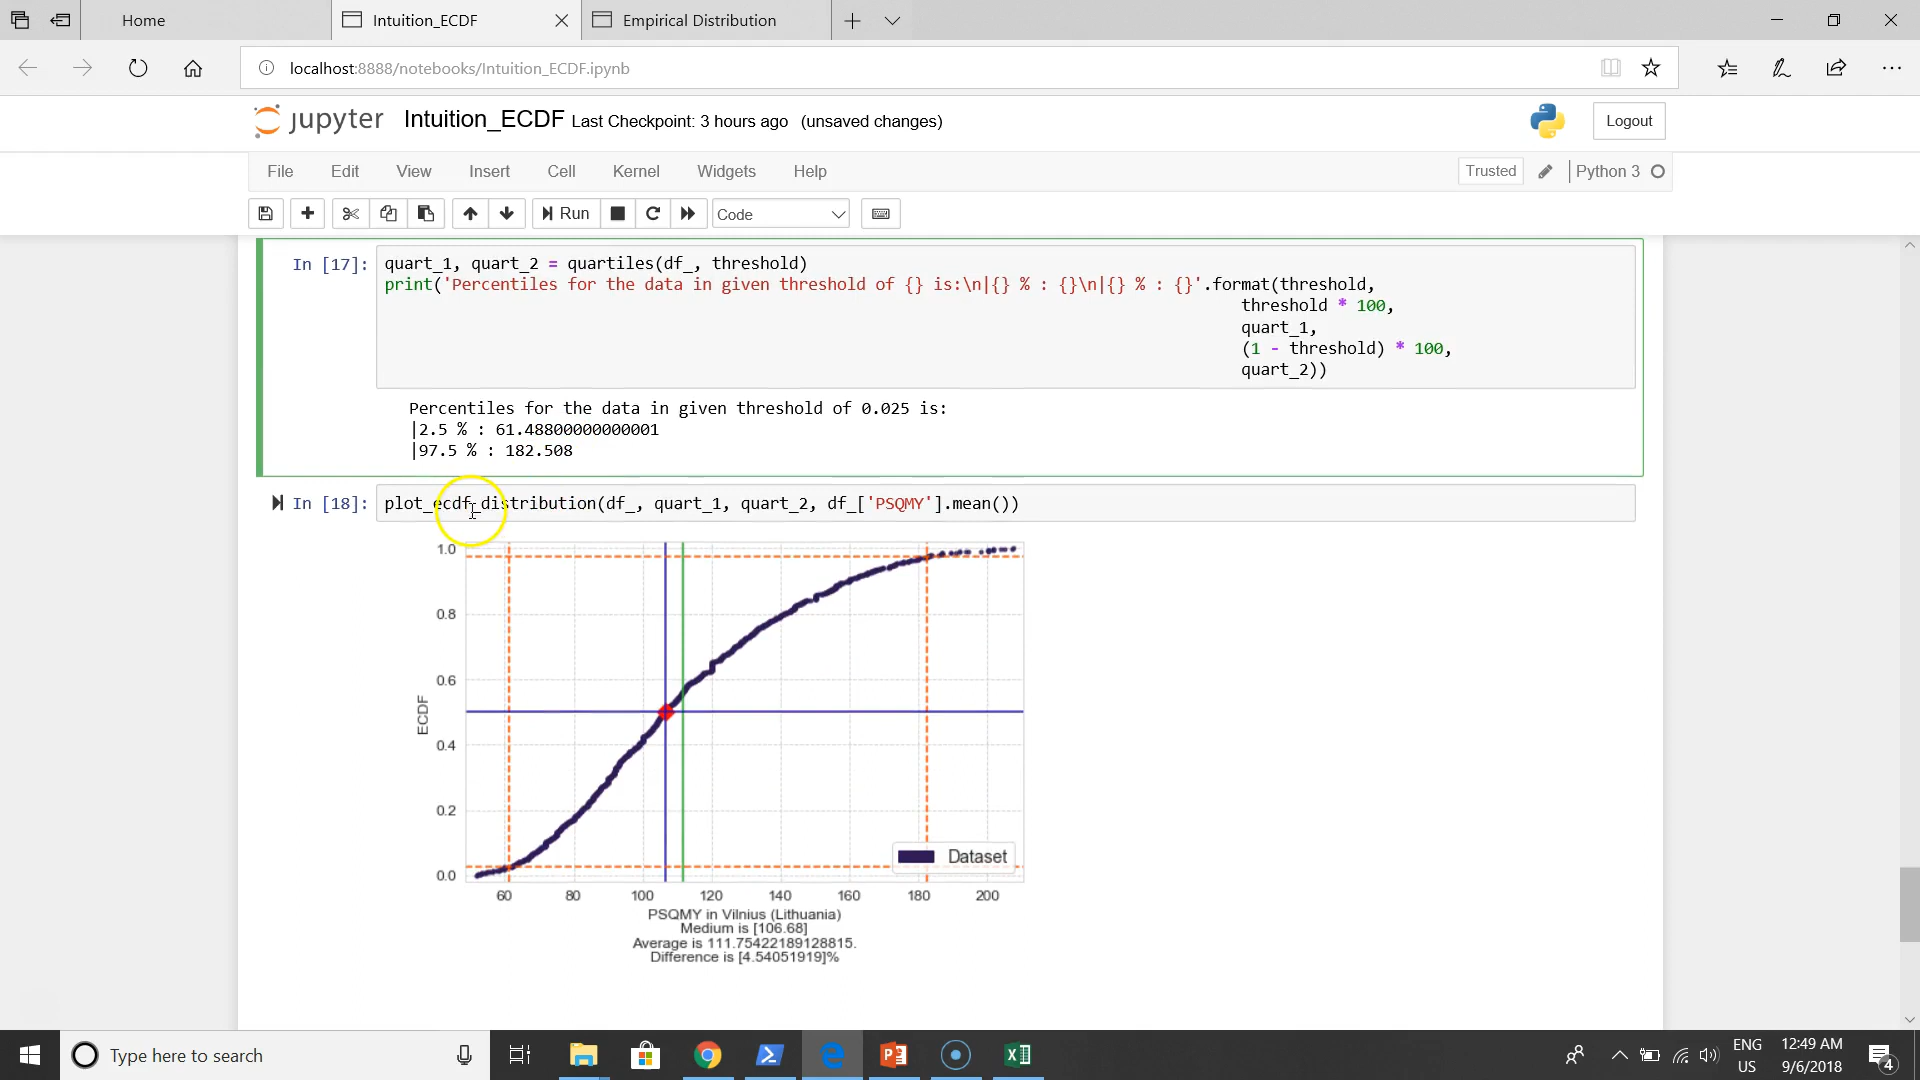 Home
Intuition_ECDF
Empirical Distribution
localhost:8888/notebooks/Intuition_ECDF.ipynb
jupyter Intuition_ECDF Last Checkpoint: 3 hours ago (unsaved changes)
Logout
File Edit View Insert Cell Kernel Widgets Help
Trusted Python 3
Run Code
In [17]: quart_1, quart_2 = quartiles(df_, threshold)
print('Percentiles for the data in given threshold of {} is:\n|{} % : {}\n|{} % : {}'.format(threshold,
threshold * 100,
quart_1,
(1 - threshold) * 100,
quart_2))
Percentiles for the data in given threshold of 0.025 is:
|2.5 % : 61.48800000000001
|97.5 % : 182.508
In [18]: plot_ecdf_distribution(df_, quart_1, quart_2, df_['PSQMY'].mean())
1.0
0.8
0.6
0.4
0.2
0.0
ECDF
Dataset
60 80 100 120 140 160 180 200
PSQMY in Vilnius (Lithuania)
Medium is [106.68]
Average is 111.75422189128815.
Difference is [4.54051919]%
Type here to search
ENG
US
12:49 AM
9/6/2018
4